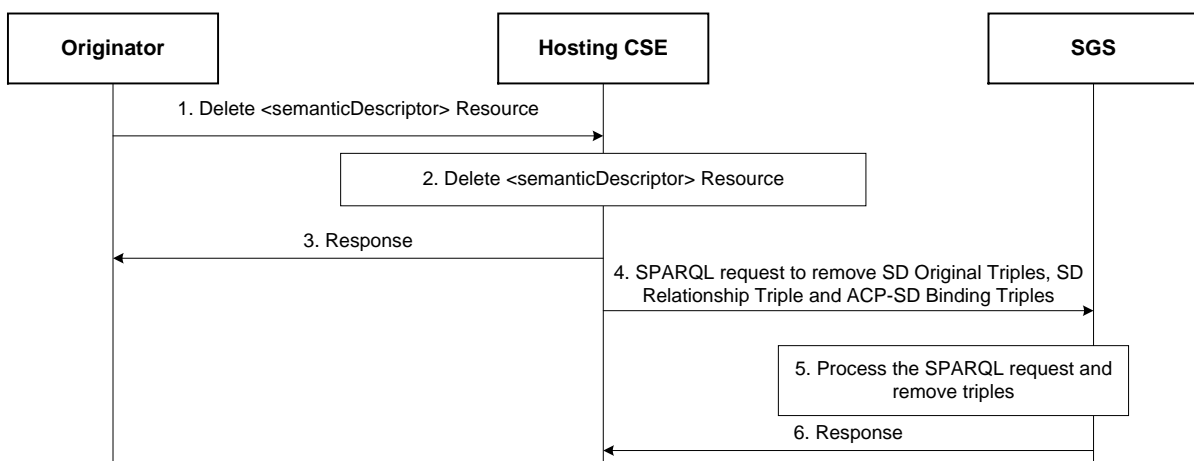 Originator
Hosting CSE
SGS
1. Delete <semanticDescriptor> Resource
2. Delete <semanticDescriptor> Resource
3. Response
4. SPARQL request to remove SD Original Triples, SD
Relationship Triple and ACP-SD Binding Triples
5. Process the SPARQL request and
remove triples
6. Response